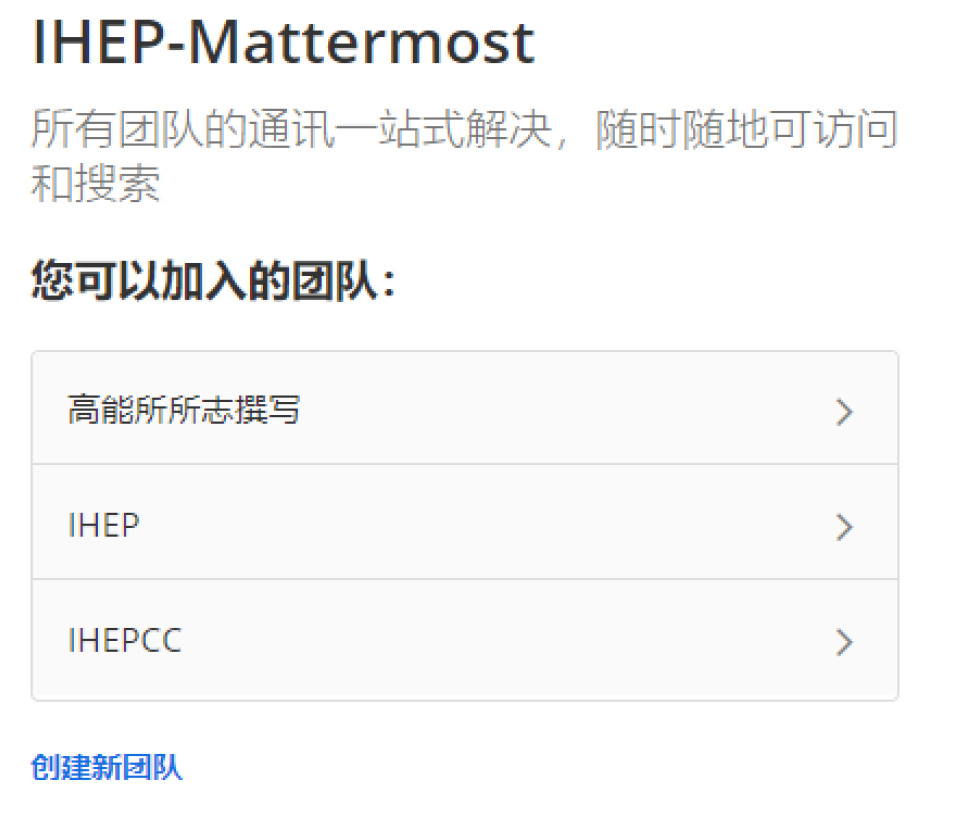 IHEP-Mattermost
所有团队的通讯一站式解决，随时随地可访问
和搜索
您可以加入的团队：
高能所所志撰写
IHEP
IHEPCC
创建新团队